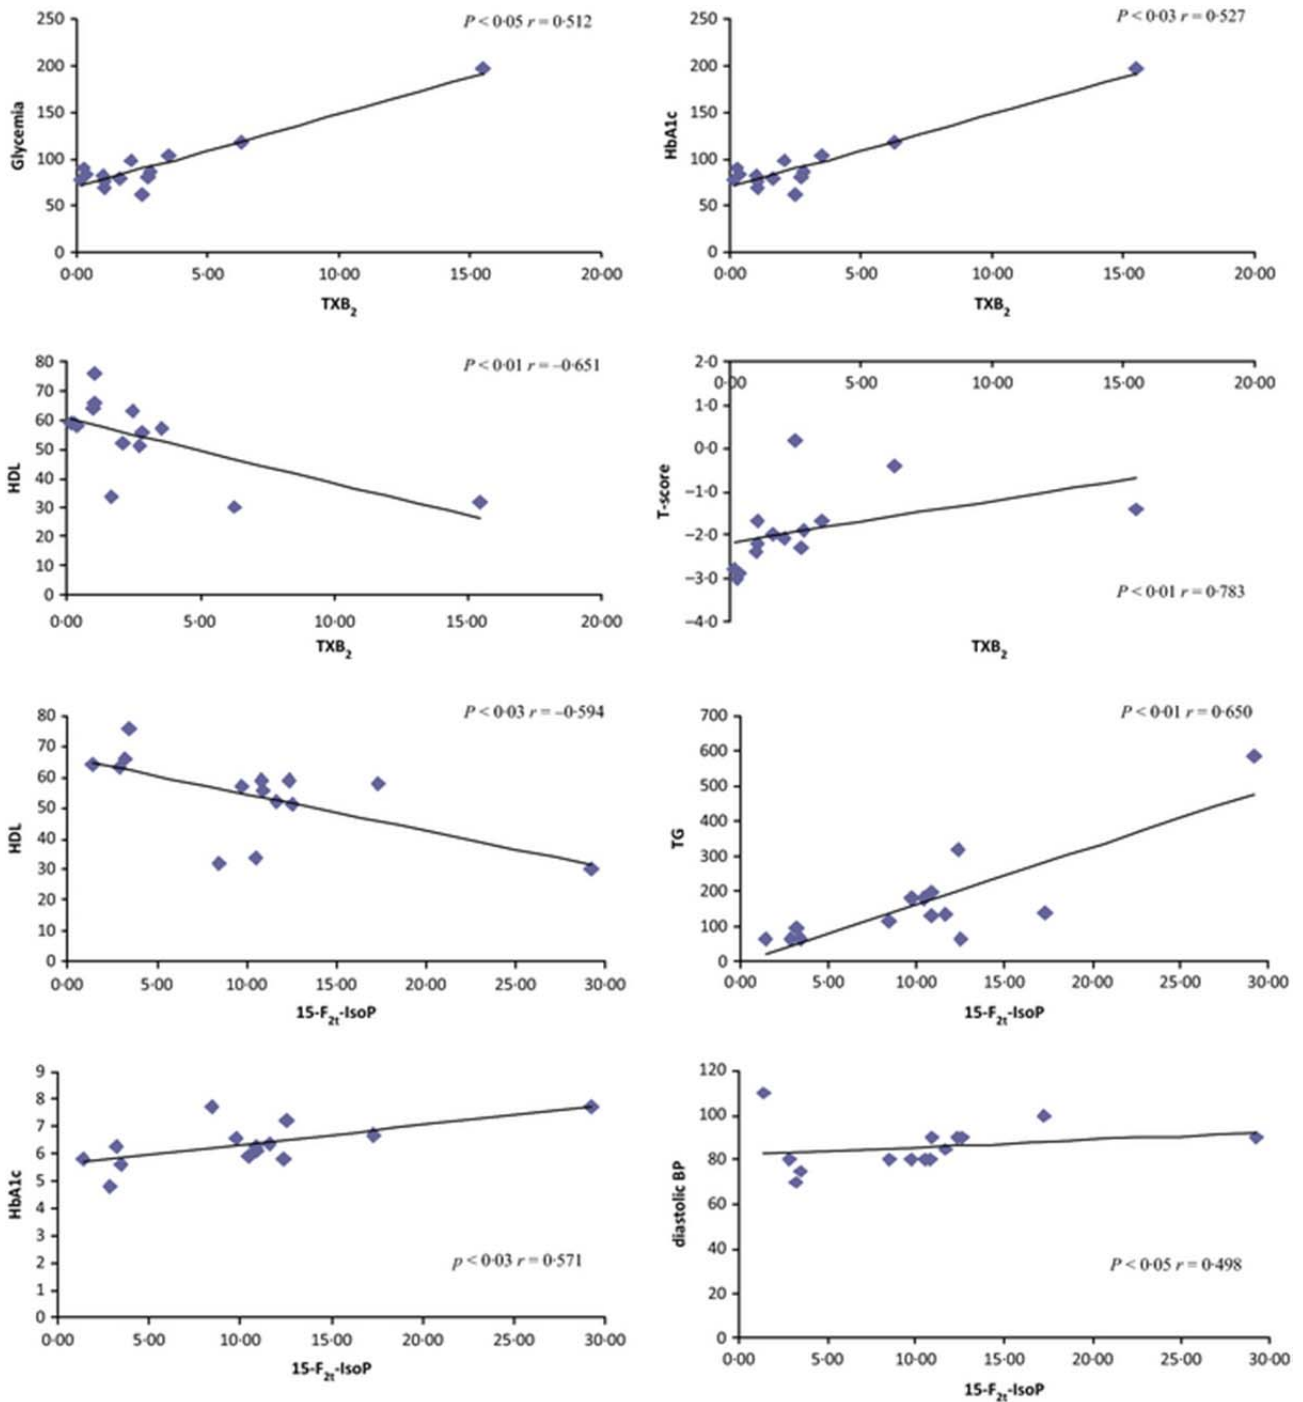 P < 0·05 r = 0·512
250
200
150
100
50
0
Glycemia
0·00 5·00 10·00 15·00 20·00
TXB2
P < 0·03 r = 0·527
250
200
150
100
50
0
HbA1c
0·00 5·00 10·00 15·00 20·00
TXB2
P < 0·01 r = –0·651
80
70
60
50
40
30
20
10
0
HDL
0·00 5·00 10·00 15·00 20·00
TXB2
2·0
0·00 5·00 10·00 15·00 20·00
1·0
0·0
–1·0
–2·0
–3·0
–4·0
T-score
P < 0·01 r = 0·783
TXB2
P < 0·03 r = –0·594
80
70
60
50
40
30
20
10
0
HDL
0·00 5·00 10·00 15·00 20·00 25·00 30·00
15-F2t-IsoP
P < 0·01 r = 0·650
700
600
500
400
300
200
100
0
TG
0·00 5·00 10·00 15·00 20·00 25·00 30·00
15-F2t-IsoP
9
8
7
6
5
4
3
2
1
0
HbA1c
p < 0·03 r = 0·571
0·00 5·00 10·00 15·00 20·00 25·00 30·00
15-F2t-IsoP
120
100
80
60
40
20
0
diastolic BP
P < 0·05 r = 0·498
0·00 5·00 10·00 15·00 20·00 25·00 30·00
15-F2t-IsoP